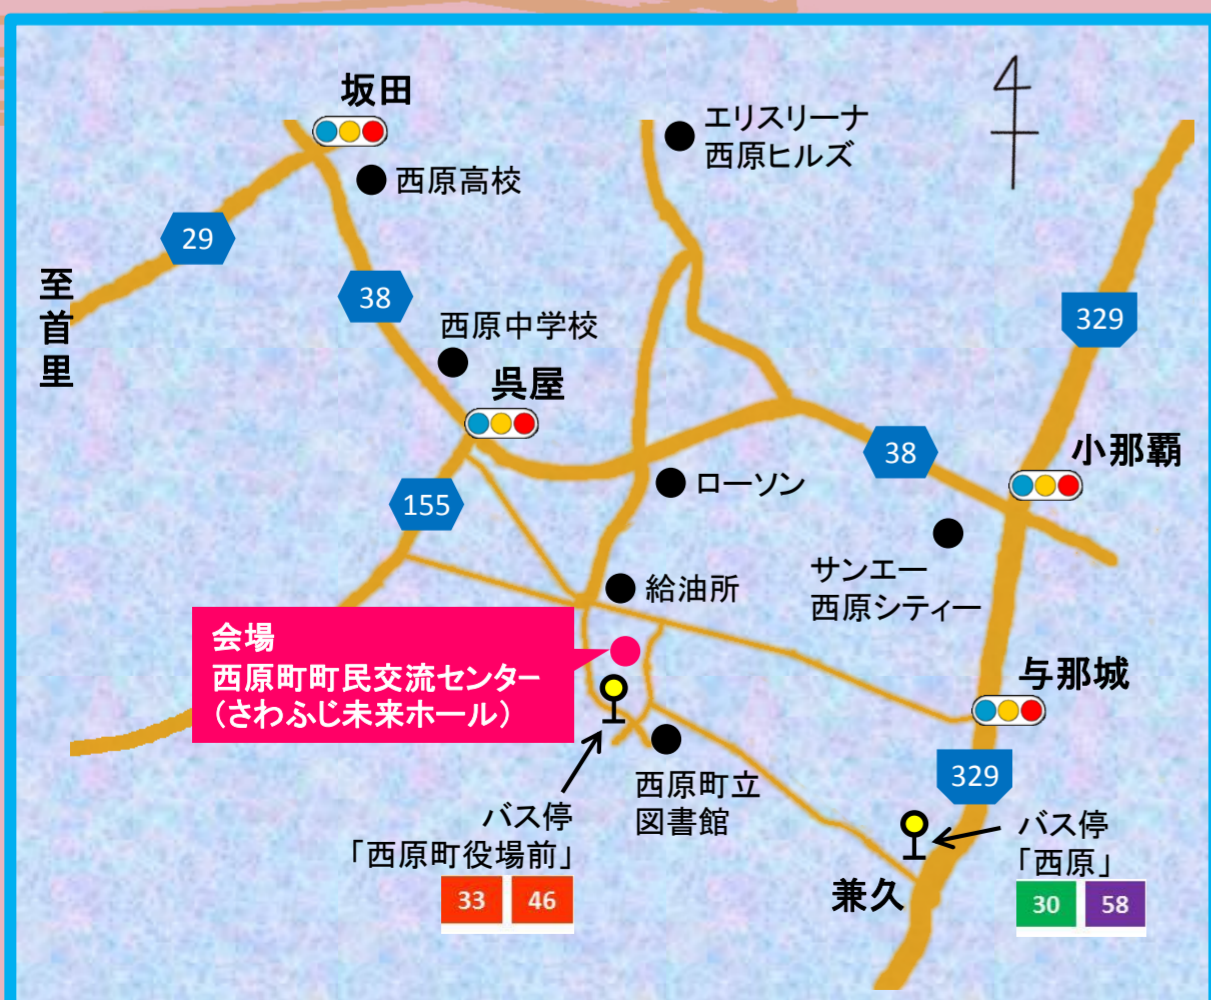 坂田
エリスリーナ
西原ヒルズ
西原高校
29
至首里
38
329
西原中学校
呉屋
小那覇
38
ローソン
155
サンエー
西原シティー
給油所
会場
西原町町民交流センター
（さわふじ未来ホール）
与那城
329
西原町立
図書館
バス停
「西原町役場前」
33 46
バス停
「西原」
30 58
兼久